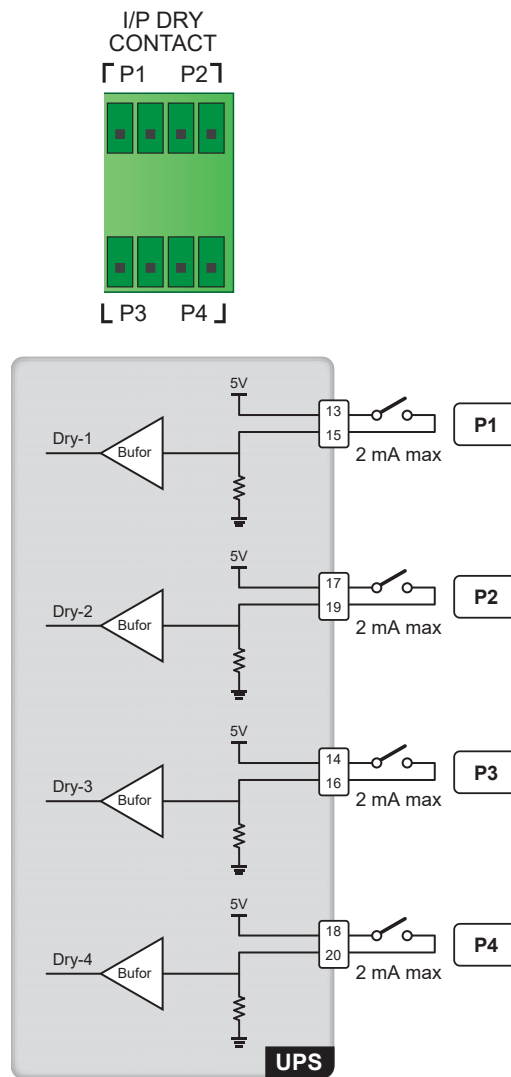 I/P DRY
CONTACT
P1 P2
P3 P4
5V
13
15
P1
Dry-1
Bufor
2 mA max
5V
17
19
P2
Dry-2
Bufor
2 mA max
5V
14
16
P3
Dry-3
Bufor
2 mA max
5V
18
20
P4
Dry-4
Bufor
2 mA max
UPS